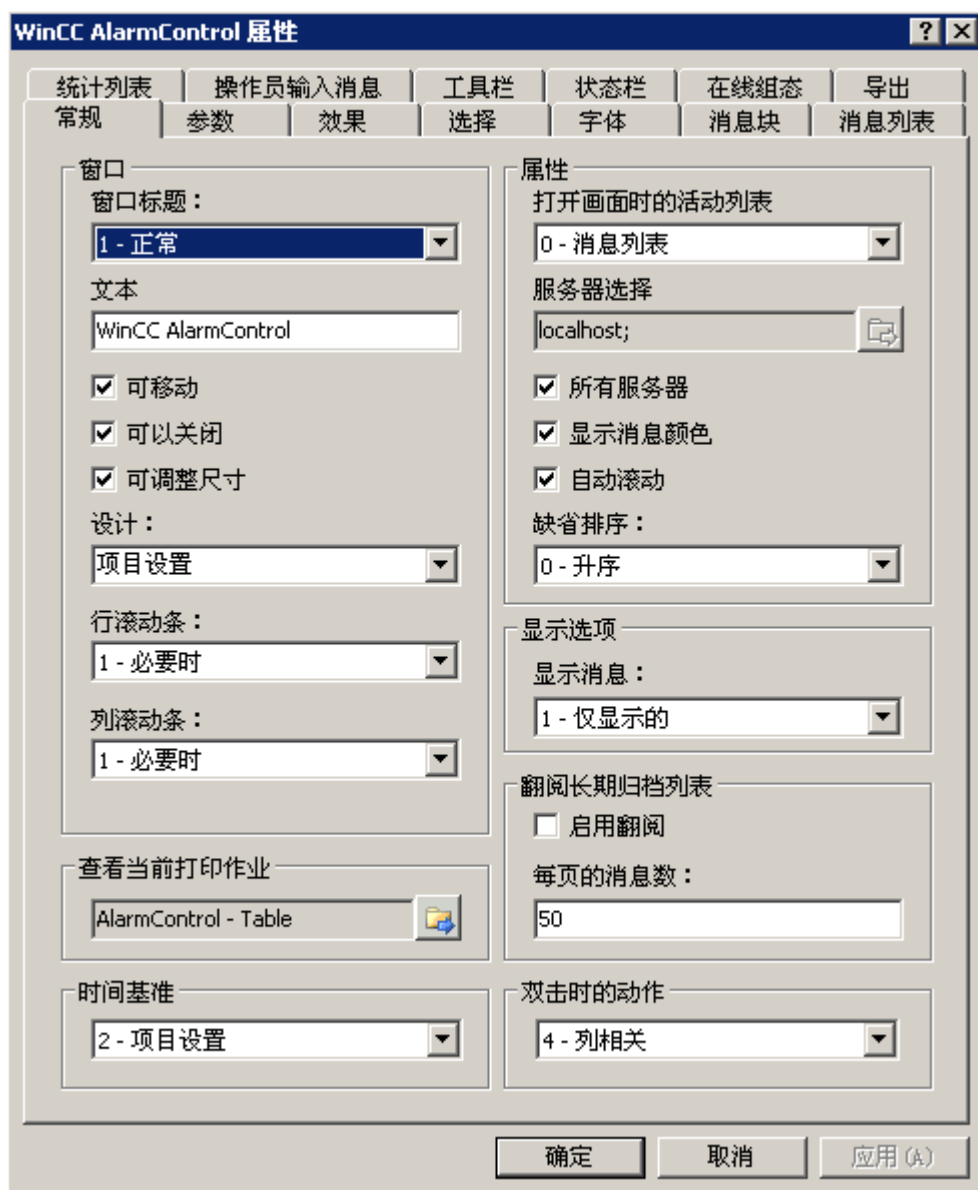 WinCC AlarmControl 属性
统计列表 操作员输入消息 工具栏 状态栏 在线组态 导出
常规 参数 效果 选择 字体 消息块 消息列表
窗口
窗口标题：
1 - 正常
文本
WinCC AlarmControl
可移动
可以关闭
可调整尺寸
设计：
项目设置
行滚动条：
1 - 必要时
列滚动条：
1 - 必要时
查看当前打印作业
AlarmControl - Table
时间基准
2 - 项目设置
属性
打开画面时的活动列表
0 - 消息列表
服务器选择
localhost;
所有服务器
显示消息颜色
自动滚动
缺省排序：
0 - 升序
显示选项
显示消息：
1 - 仅显示的
翻阅长期归档列表
启用翻阅
每页的消息数：
50
双击时的动作
4 - 列相关
确定 取消 应用(A)